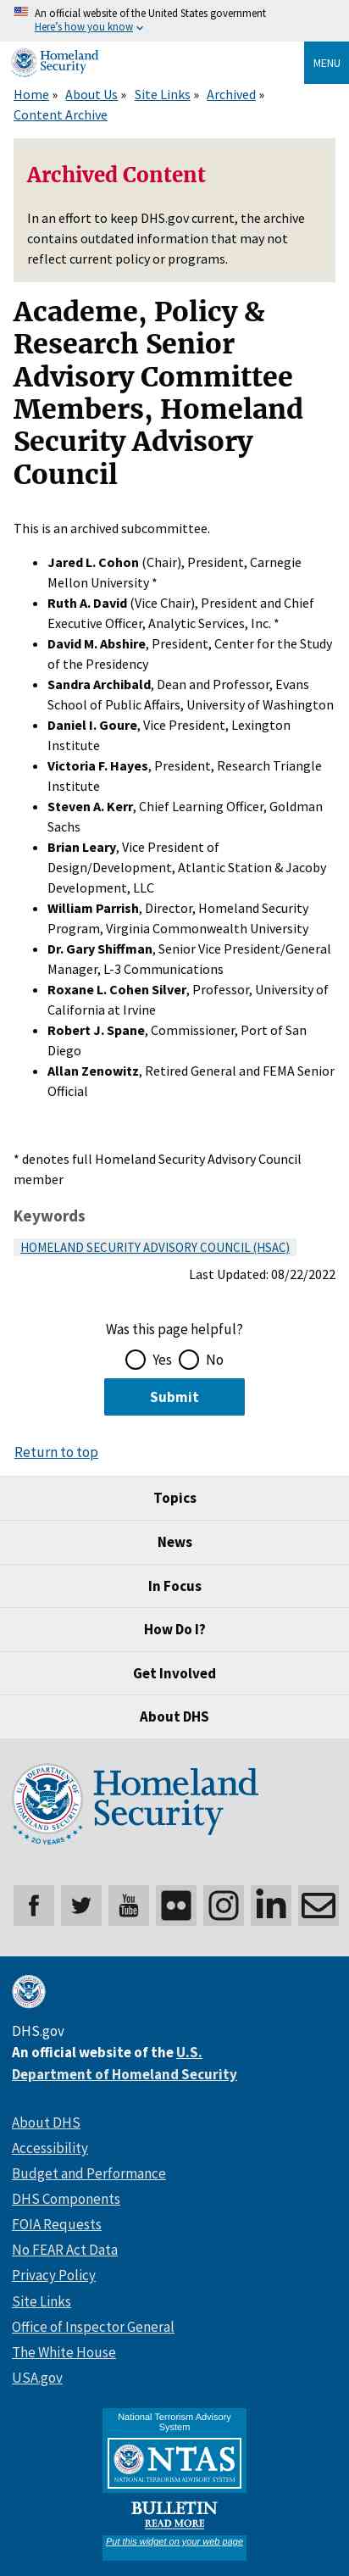 An official website of the United States government
Here's how you know
Homeland
Security
MENU
Home » About Us » Site Links » Archived »
Content Archive
Archived Content
In an effort to keep DHS.gov current, the archive
contains outdated information that may not
reflect current policy or programs.
Academe, Policy &
Research Senior
Advisory Committee
Members, Homeland
Security Advisory
Council
This is an archived subcommittee.
• Jared L. Cohon (Chair), President, Carnegie
Mellon University *
• Ruth A. David (Vice Chair), President and Chief
Executive Officer, Analytic Services, Inc. *
• David M. Abshire, President, Center for the Study
of the Presidency
• Sandra Archibald, Dean and Professor, Evans
School of Public Affairs, University of Washington
• Daniel I. Goure, Vice President, Lexington
Institute
• Victoria F. Hayes, President, Research Triangle
Institute
• Steven A. Kerr, Chief Learning Officer, Goldman
Sachs
• Brian Leary, Vice President of
Design/Development, Atlantic Station & Jacoby
Development, LLC
• William Parrish, Director, Homeland Security
Program, Virginia Commonwealth University
• Dr. Gary Shiffman, Senior Vice President/General
Manager, L-3 Communications
• Roxane L. Cohen Silver, Professor, University of
California at Irvine
• Robert J. Spane, Commissioner, Port of San
Diego
• Allan Zenowitz, Retired General and FEMA Senior
Official
* denotes full Homeland Security Advisory Council
member
Keywords
HOMELAND SECURITY ADVISORY COUNCIL (HSAC)
Last Updated: 08/22/2022
Was this page helpful?
Yes No
Submit
Return to top
Topics
News
In Focus
How Do I?
Get Involved
About DHS
Homeland
Security
20 YEARS
You
Tube
in
DHS.gov
An official website of the U.S.
Department of Homeland Security
About DHS
Accessibility
Budget and Performance
DHS Components
FOIA Requests
No FEAR Act Data
Privacy Policy
Site Links
Office of Inspector General
The White House
USA.gov
National Terrorism Advisory
System
NTAS
NATIONAL TERRORISM ADVISORY SYSTEM
BULLETIN
READ MORE
Put this widget on your web page